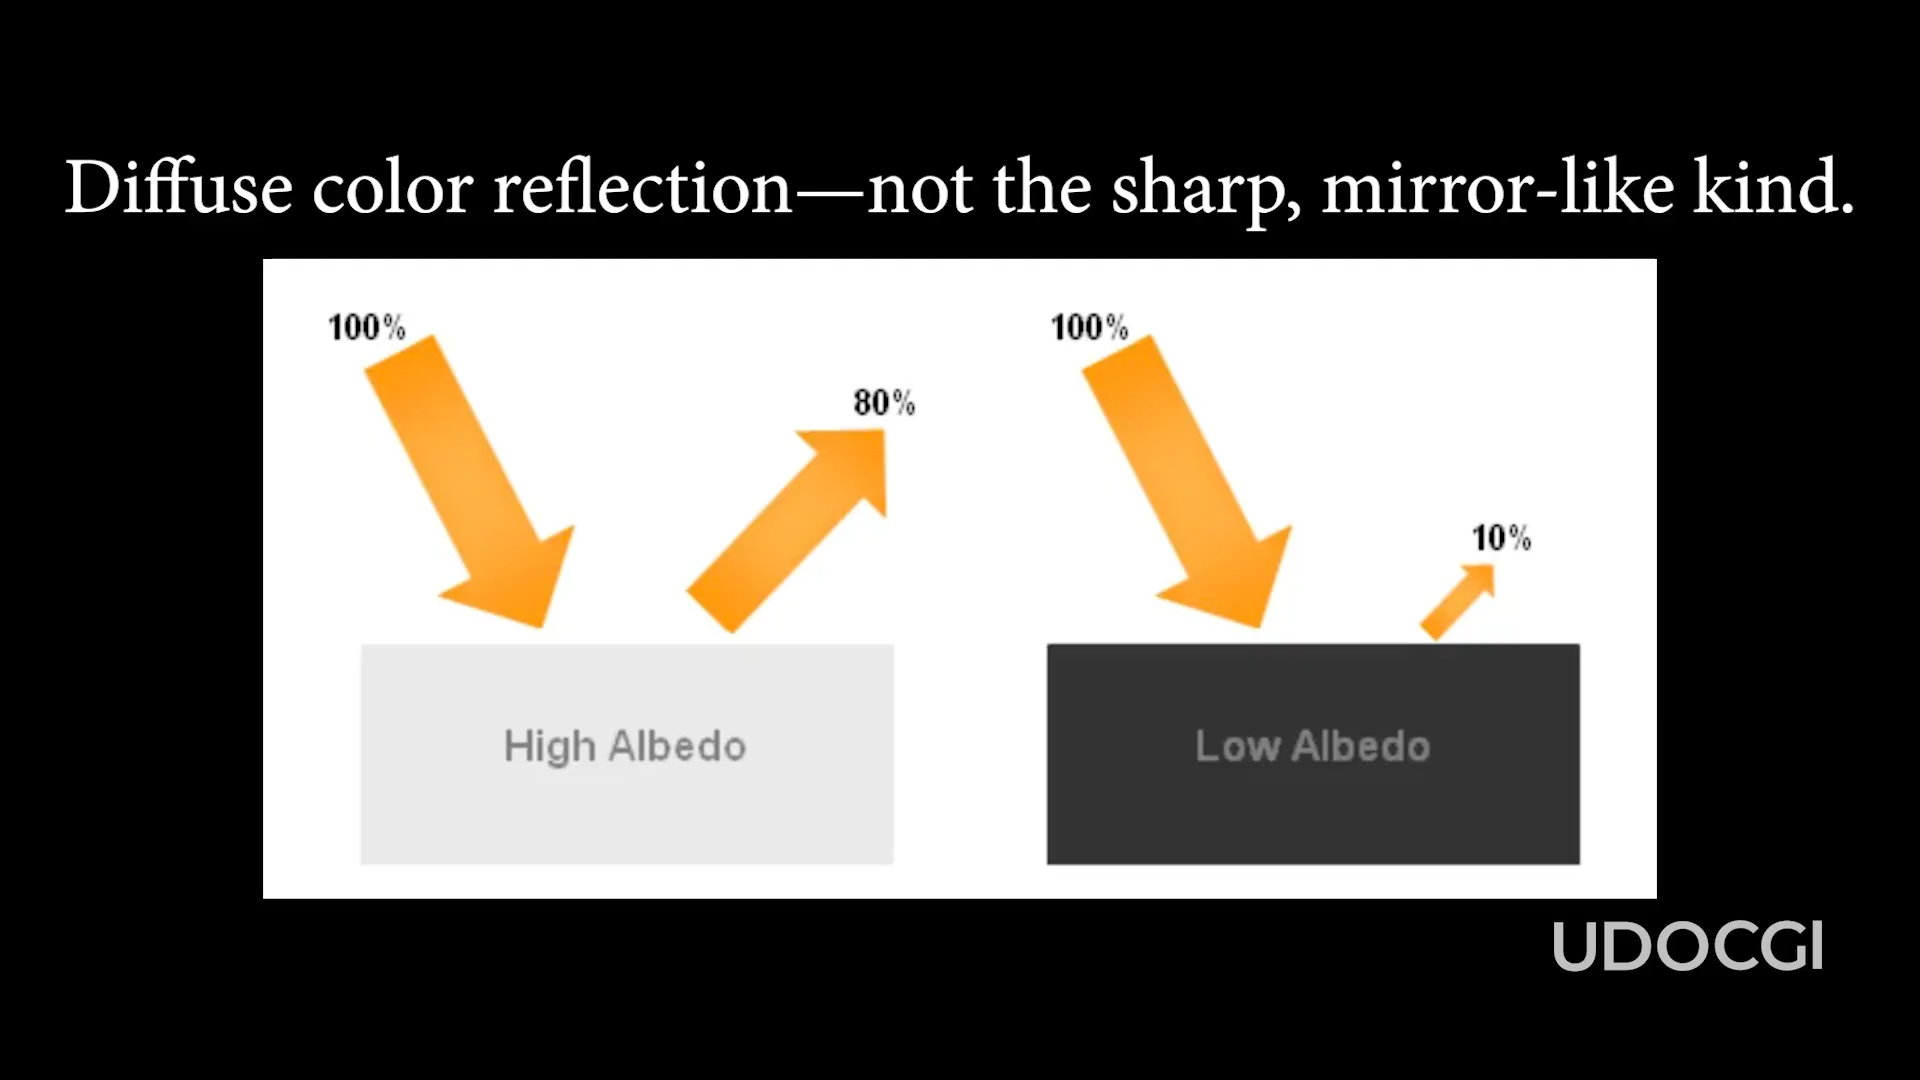 Diffuse color reflection—not the sharp, mirror-like kind.
100%
80%
100%
10%
High Albedo
Low Albedo
UDOCGI